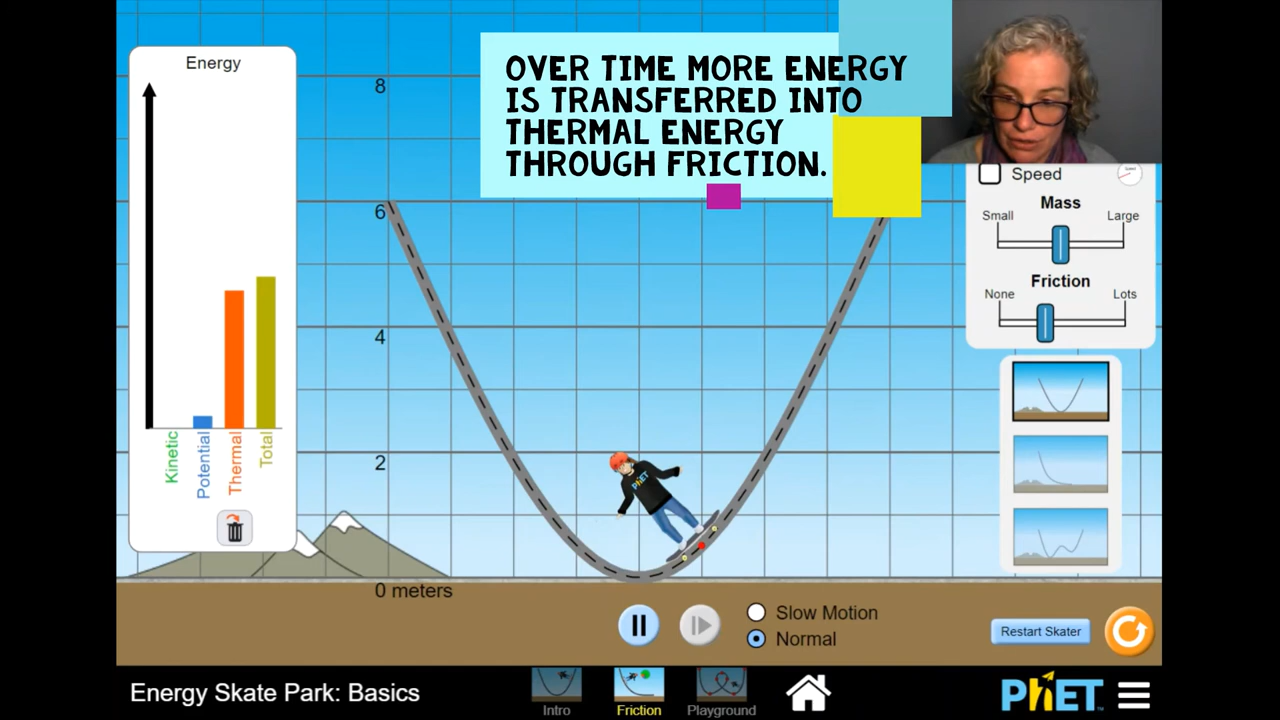 Energy
Kinetic
Potential
Thermal
Total
8
6
4
2
0 meters
OVER TIME MORE ENERGY
IS TRANSFERRED INTO
THERMAL ENERGY
THROUGH FRICTION.
PhET
Speed
Mass
Small Large
Friction
None Lots
Slow Motion
Normal
Restart Skater
Energy Skate Park: Basics
Intro
Friction
Playground
PhET